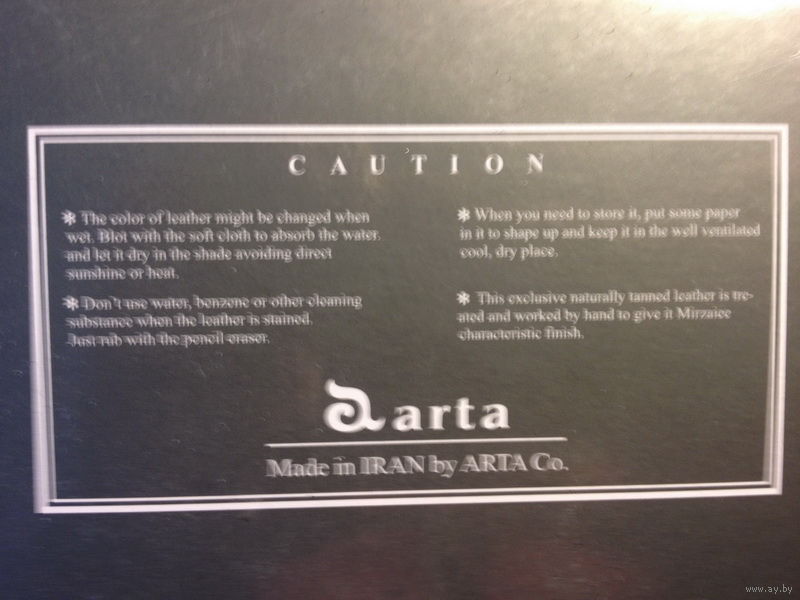 CAUTION
✻ The color of leather might be changed when
wet. Blot with the soft cloth to absorb the water.
and let it dry in the shade avoiding direct
sunshine or heat.
✻ Don't use water, benzene or other cleaning
substance when the leather is stained.
Just rub with the pencil eraser.
✻ When you need to store it, put some paper
in it to shape up and keep it in the well ventilated
cool, dry place.
✻ This exclusive naturally tanned leather is tre-
ated and worked by hand to give it Mirzaiee
characteristic finish.
a arta
Made in IRAN by ARTA Co.
www.ay.by